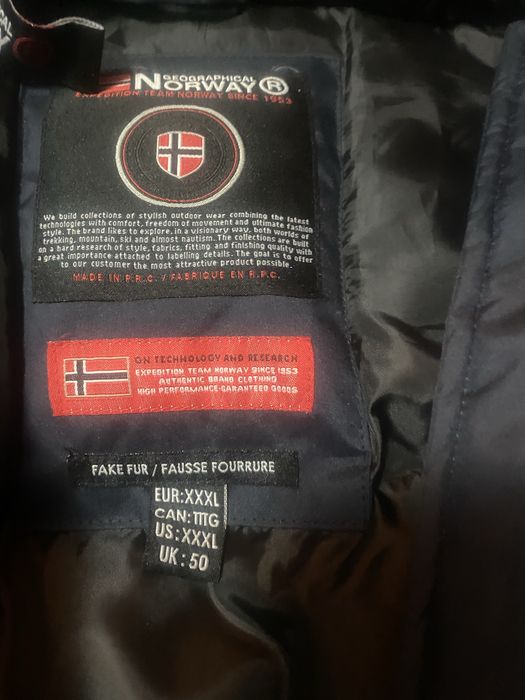 GEOGRAPHICAL
NORWAY®
EXPEDITION TEAM NORWAY SINCE 1953
We build collections of stylish outdoor wear combining the latest
technologies with comfort, freedom of movement and ultimate fashion
style. The brand likes to explore, in a visionary way, both worlds of
trekking, mountain, ski and almost nautism. The collections are built
on a hard research of style, fabrics, fitting and finishing quality with
a great importance attached to labelling details. The goal is to offer
to our customer the most attractive product possible.
MADE IN P.R.C. / FABRIQUE EN R.P.C.
ON TECHNOLOGY AND RESEARCH
EXPEDITION TEAM NORWAY SINCE 1953
AUTHENTIC BRAND CLOTHING
HIGH PERFORMANCE-GARANTEED GOODS
FAKE FUR / FAUSSE FOURRURE
EUR:XXXL
CAN:TTTG
US:XXXL
UK:50